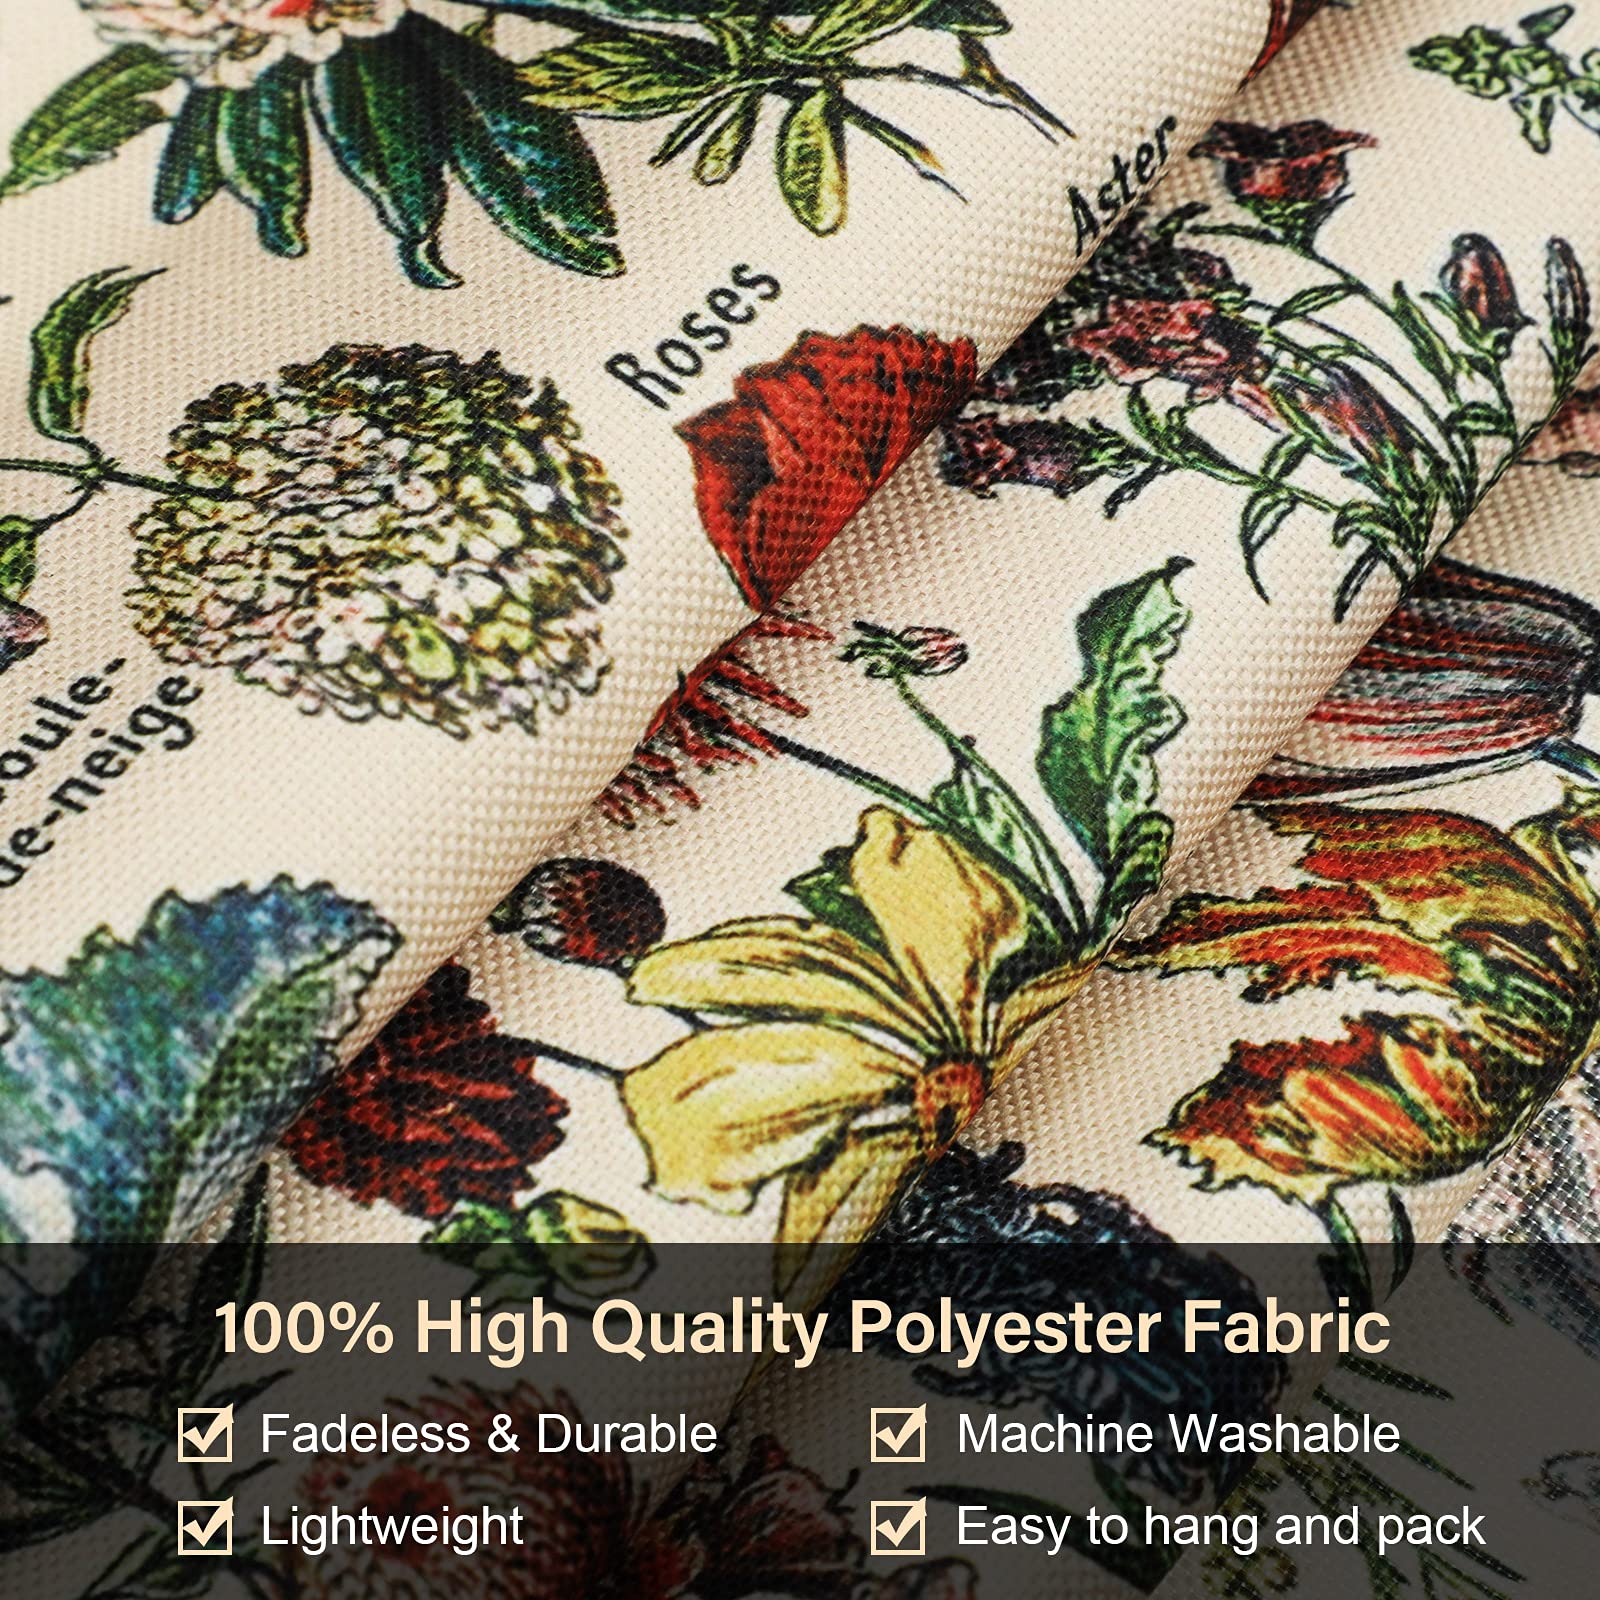 Aster
Roses
oule-
de-neige
100% High Quality Polyester Fabric
Fadeless & Durable
Machine Washable
Lightweight
Easy to hang and pack